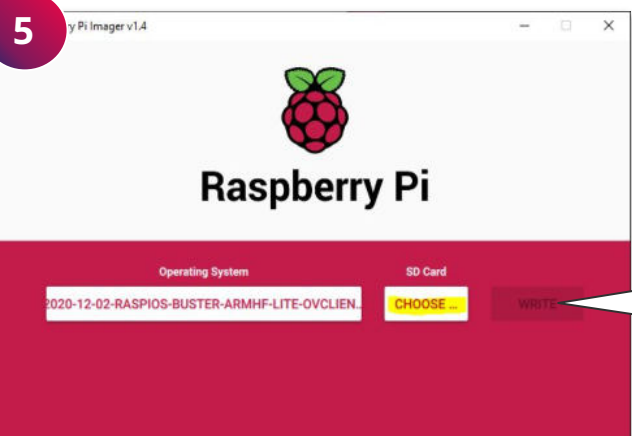 5
y Pi Imager v1.4
Raspberry Pi
Operating System
SD Card
2020-12-02-RASPIOS-BUSTER-ARMHF-LITE-OVCLIEN..
CHOOSE ...
WRITE